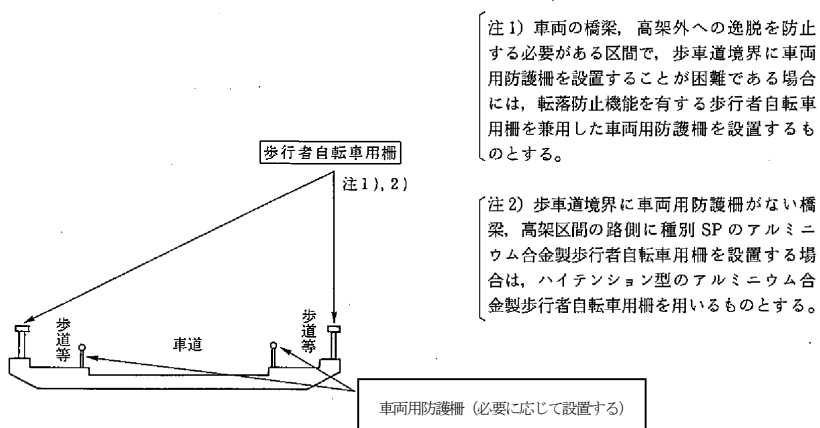 注1) 車両の橋梁，高架外への逸脱を防止
する必要がある区間で，歩車道境界に車両
用防護柵を設置することが困難である場合
には，転落防止機能を有する歩行者自転車
用柵を兼用した車両用防護柵を設置するも
のとする。
注2) 歩車道境界に車両用防護柵がない橋
梁，高架区間の路側に種別 SP のアルミニ
ウム合金製歩行者自転車用柵を設置する場
合は，ハイテンション型のアルミニウム合
金製歩行者自転車用柵を用いるものとする。
歩行者自転車用柵
注1),2)
歩道等
車道
歩道等
車両用防護柵（必要に応じて設置する）